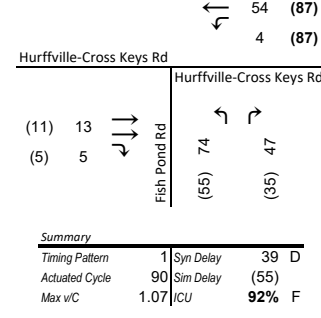 54 (87)
4 (87)
Hurffville-Cross Keys Rd
Hurffville-Cross Keys Rd
(11) 13
(5) 5
Fish Pond Rd
(55) 74
(35) 47
Summary
Timing Pattern 1 Syn Delay 39 D
Actuated Cycle 90 Sim Delay (55)
Max v/C 1.07 ICU 92% F